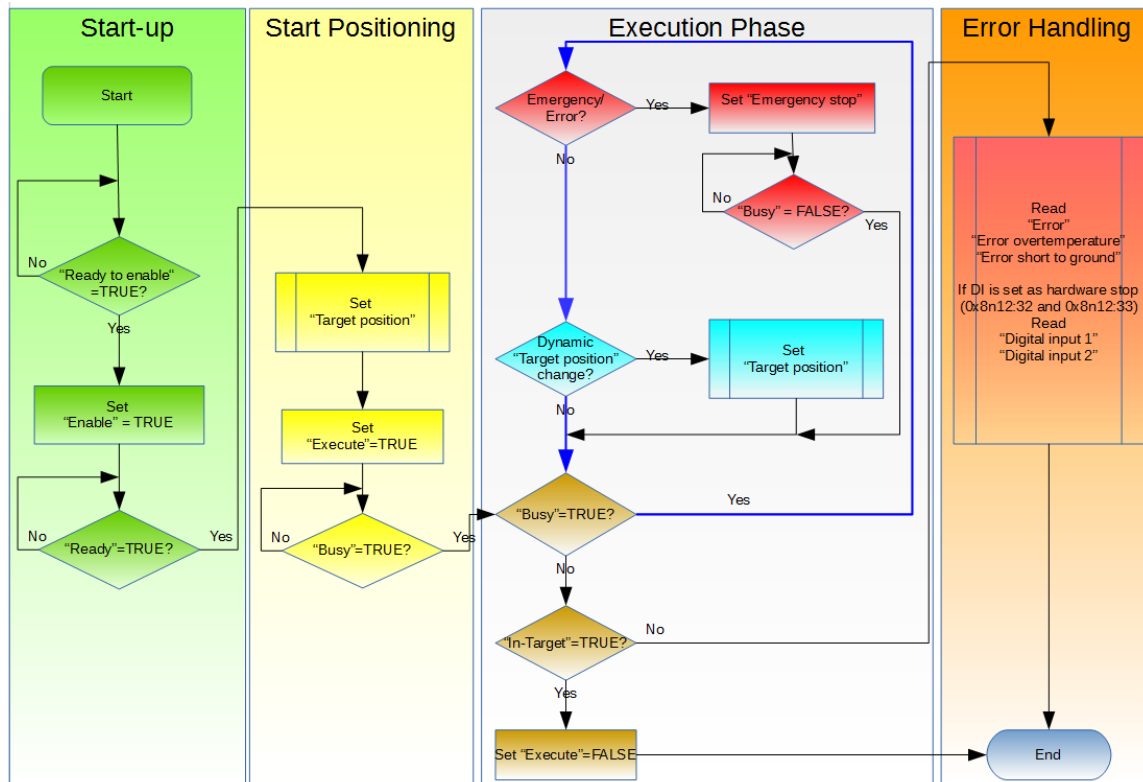 Start-up
Start
No
“Ready to enable“
=TRUE?
Yes
Set
“Enable” = TRUE
No
“Ready”=TRUE?
Yes
Start Positioning
Set
“Target position”
Set
“Execute”=TRUE
No
“Busy”=TRUE?
Yes
Execution Phase
Emergency/
Error?
Yes
Set “Emergency stop”
No
No
“Busy” = FALSE?
Yes
Dynamic
“Target position”
change?
Yes
Set
“Target position”
No
“Busy”=TRUE?
Yes
No
“In-Target”=TRUE?
No
Yes
Set “Execute”=FALSE
Error Handling
Read
“Error”
“Error overtemperature”
“Error short to ground”
If DI is set as hardware stop
(0x8n12:32 and 0x8n12:33)
Read
“Digital input 1”
“Digital input 2”
End